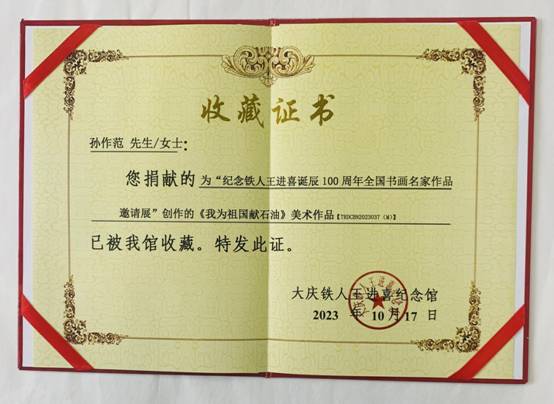 收藏证书
孙作范 先生/女士：
您捐献的 为“纪念铁人王进喜诞辰 100 周年全国书画名家作品
邀请展”创作的《我为祖国献石油》美术作品
已被我馆收藏。特发此证。
大庆铁人王进喜纪念馆
2023 年 10 月 17 日